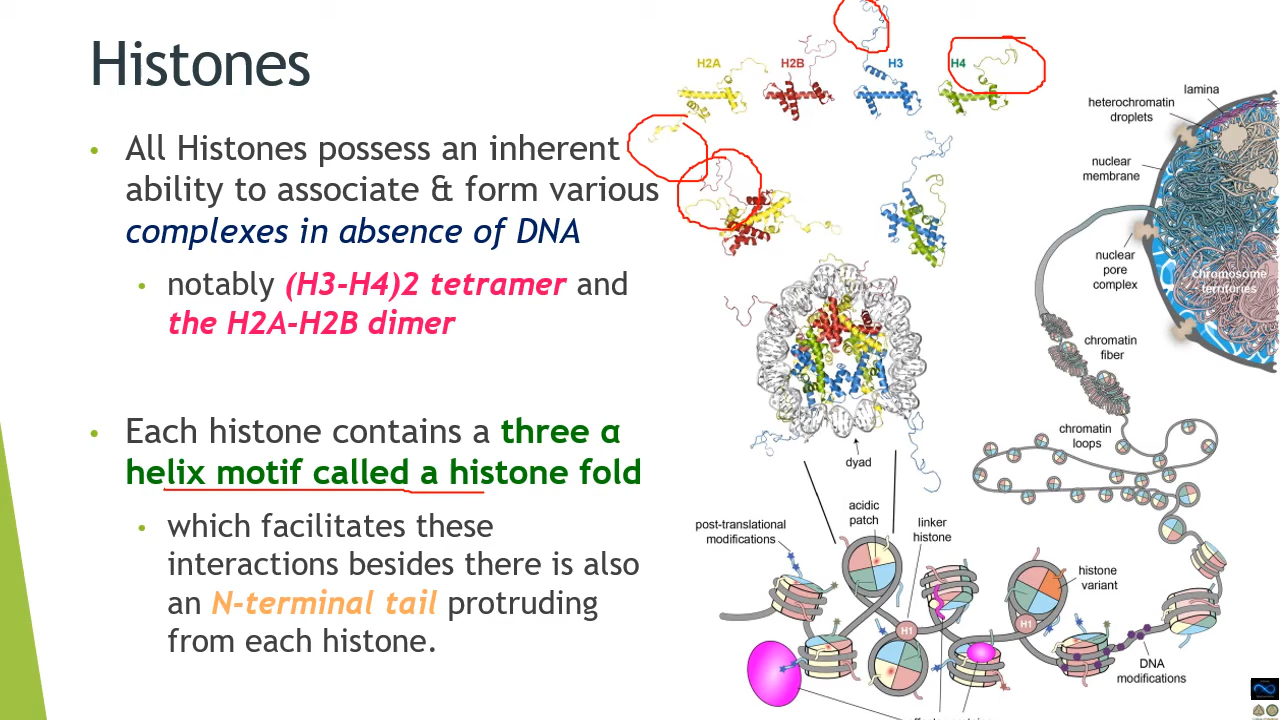 Histones
• All Histones possess an inherent
ability to associate & form various
complexes in absence of DNA
• notably (H3-H4)2 tetramer and
the H2A-H2B dimer
• Each histone contains a three α
helix motif called a histone fold
• which facilitates these
interactions besides there is also
an N-terminal tail protruding
from each histone.
H2A
H2B
H3
H4
dyad
lamina
heterochromatin
droplets
nuclear
membrane
nuclear
pore
complex
chromosome
territories
chromatin
fiber
chromatin
loops
post-translational
modifications
acidic
patch
linker
histone
histone
variant
H1
H1
DNA
modifications